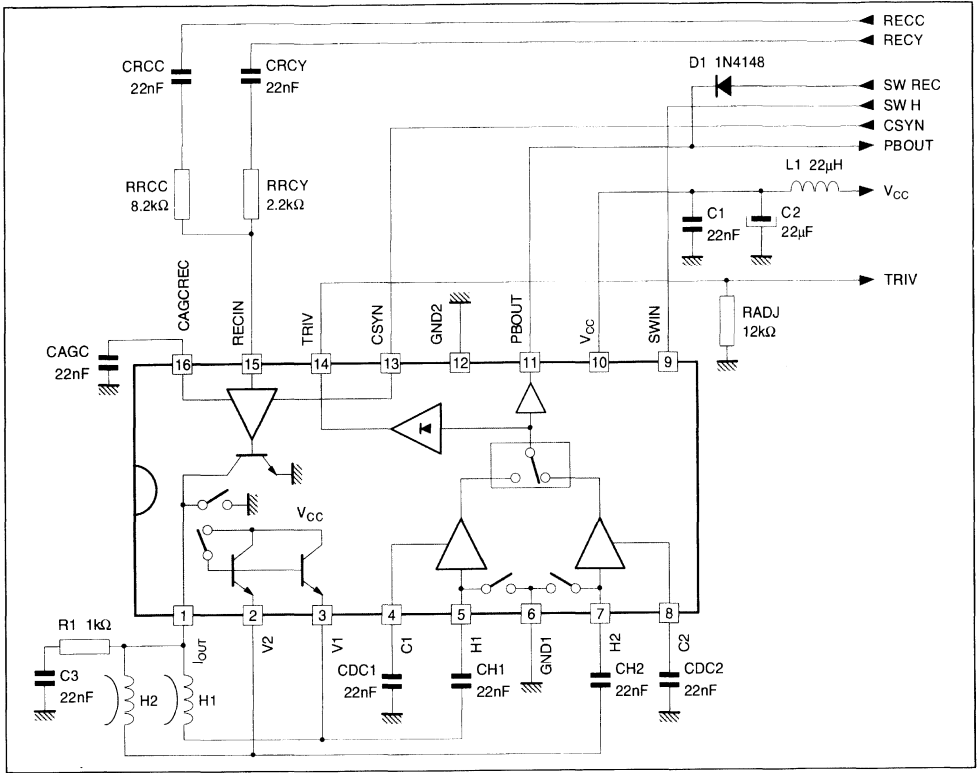 RECC
RECY
CRCC
22nF
CRCY
22nF
D1 1N4148
SW REC
SW H
CSYN
PBOUT
L1 22µH
VCC
RRCC
8.2kΩ
RRCY
2.2kΩ
C1
22nF
C2
22µF
TRIV
RADJ
12kΩ
CAGCREC
RECIN
TRIV
CSYN
GND2
PBOUT
VCC
SWIN
CAGC
22nF
16
15
14
13
12
11
10
9
VCC
1
2
3
4
5
6
7
8
R1 1kΩ
IOUT
V2
V1
C1
H1
GND1
H2
C2
C3
22nF
H2
H1
CDC1
22nF
CH1
22nF
CH2
22nF
CDC2
22nF